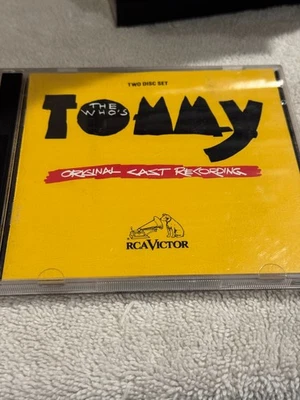 TWO DISC SET
THE
WHO'S
TOMMY
ORIGINAL CAST RECORDING
RCA VICTOR